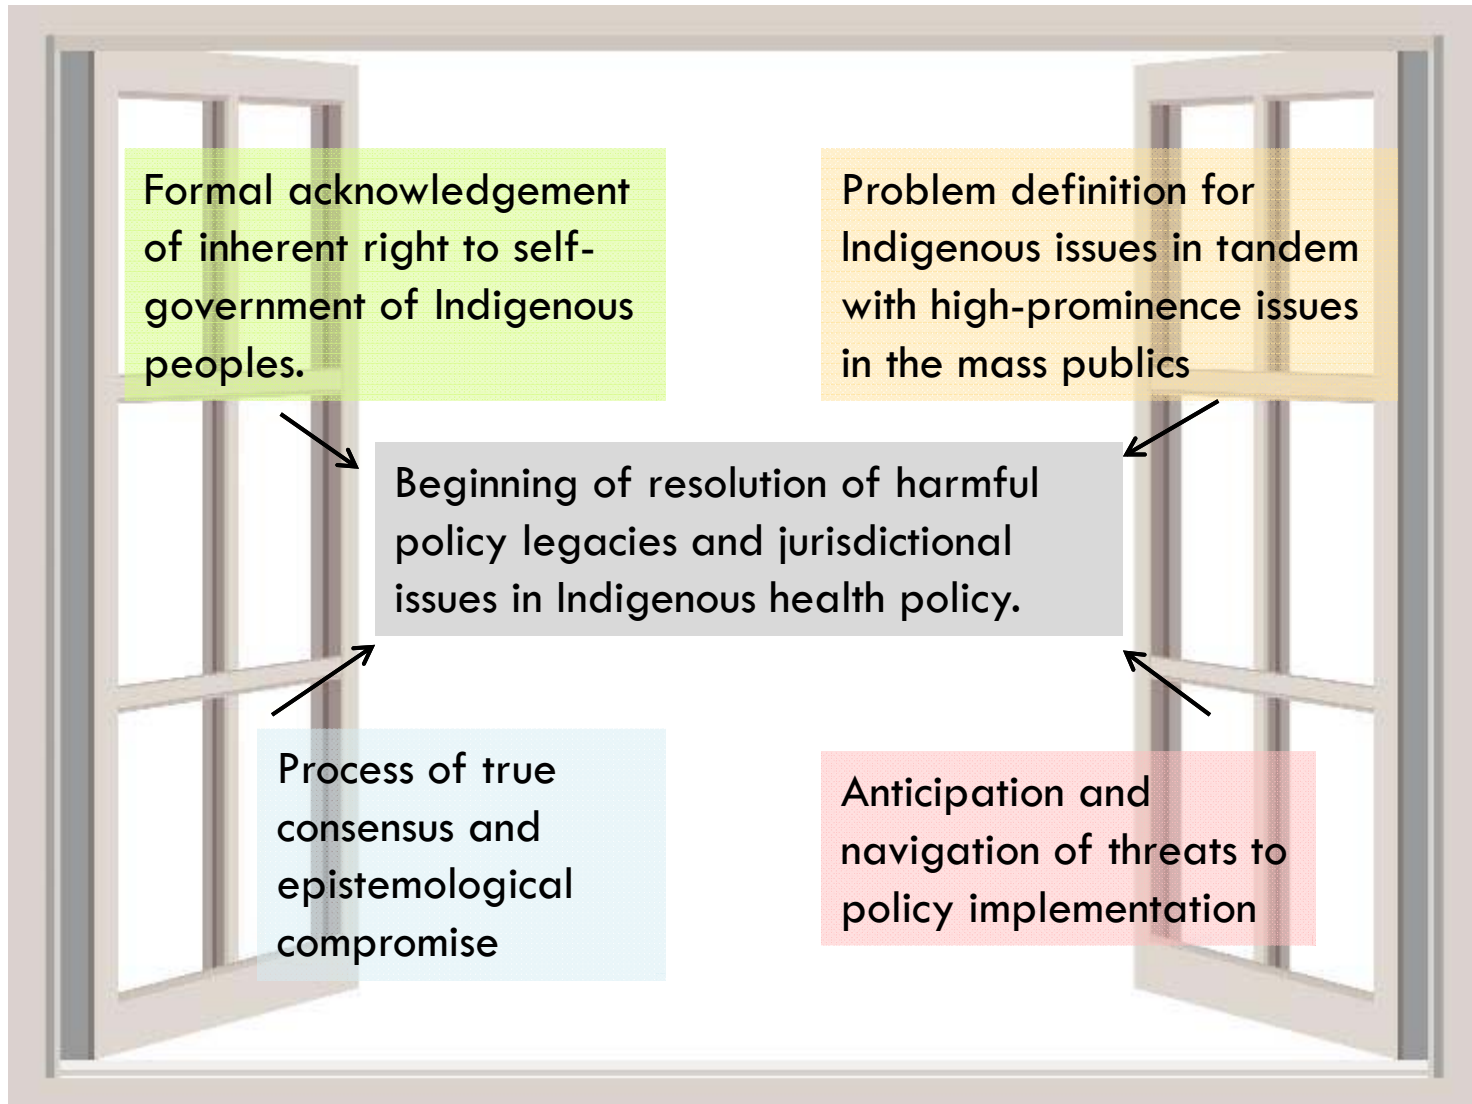 Formal acknowledgement
of inherent right to self-
government of Indigenous
peoples.
Problem definition for
Indigenous issues in tandem
with high-prominence issues
in the mass publics
Beginning of resolution of harmful
policy legacies and jurisdictional
issues in Indigenous health policy.
Process of true
consensus and
epistemological
compromise
Anticipation and
navigation of threats to
policy implementation